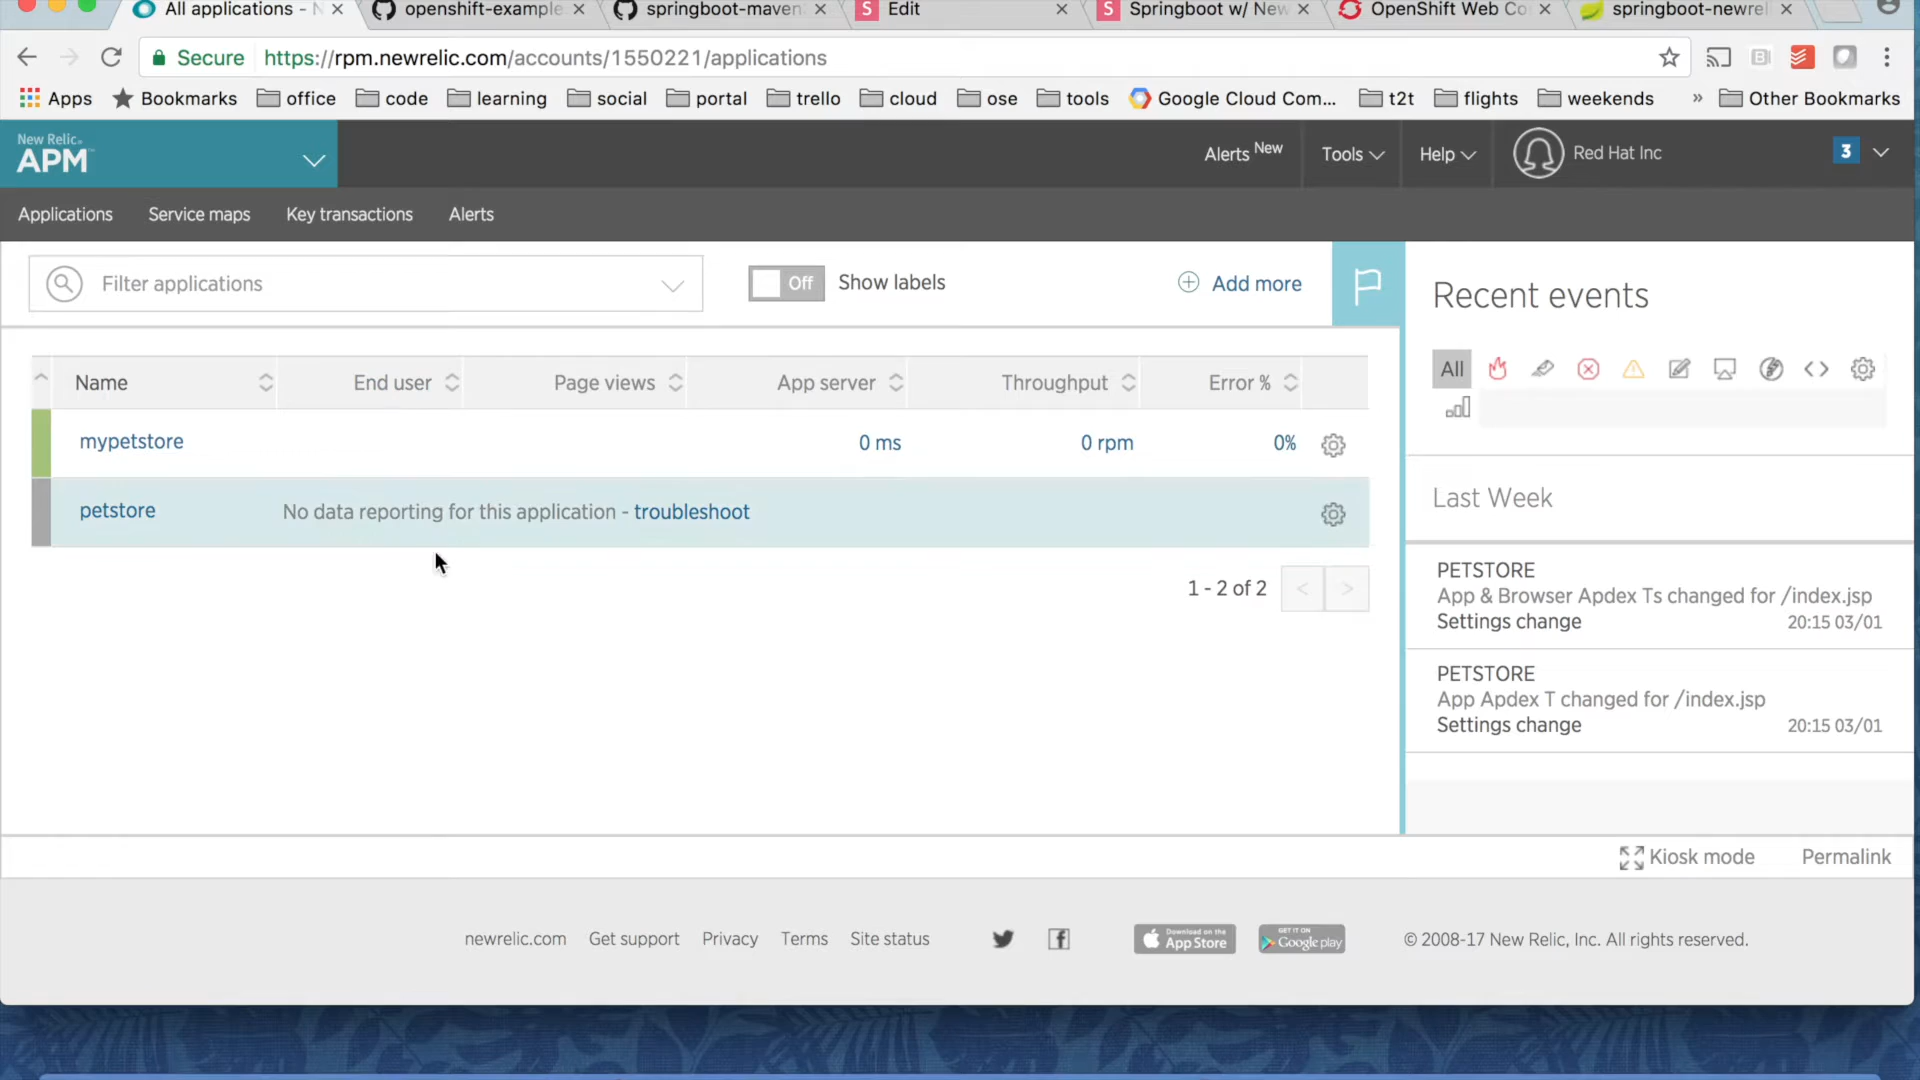 All applications - N
openshift-example
springboot-maven
S Edit
S Springboot w/ New
OpenShift Web Co
springboot-newrel
Secure https://rpm.newrelic.com/accounts/1550221/applications
Apps Bookmarks office code learning social portal trello cloud ose tools Google Cloud Com... t2t flights weekends » Other Bookmarks
New Relic.
APM
Alerts New Tools Help Red Hat Inc 3
Applications Service maps Key transactions Alerts
Filter applications Off Show labels Add more
Recent events
All
Name End user Page views App server Throughput Error %
mypetstore 0 ms 0 rpm 0%
petstore No data reporting for this application - troubleshoot
1 - 2 of 2 < >
Last Week
PETSTORE
App & Browser Apdex Ts changed for /index.jsp
Settings change 20:15 03/01
PETSTORE
App Apdex T changed for /index.jsp
Settings change 20:15 03/01
Kiosk mode Permalink
newrelic.com Get support Privacy Terms Site status
Download on the
App Store
GET IT ON
Google play
© 2008-17 New Relic, Inc. All rights reserved.